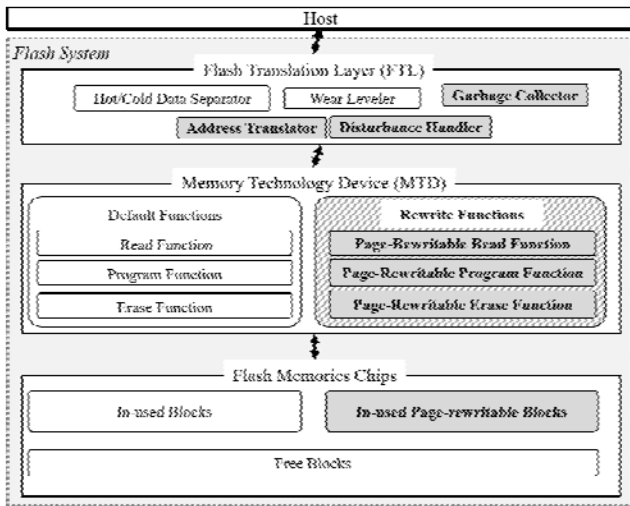 Host
Flash System
Flash Translation Layer (FTL)
Hot/Cold Data Separator
Wear Leveler
Garbage Collector
Address Translator
Disturbance Handler
Memory Technology Device (MTD)
Default Functions
Rewrite Functions
Read Function
Page-Rewritable Read Function
Program Function
Page-Rewritable Program Function
Erase Function
Page-Rewritable Erase Function
Flash Memories Chips
In-used Blocks
In-used Page-rewritable Blocks
Free Blocks